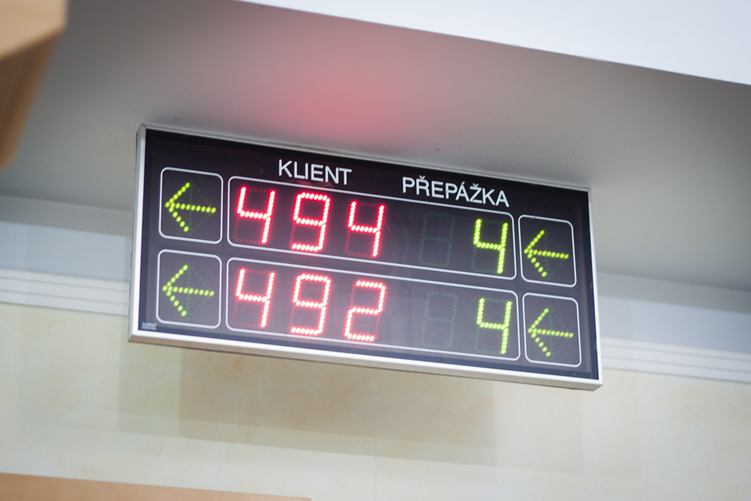 KLIENT PŘEPÁŽKA
← 494 4 ←
← 492 4 ←